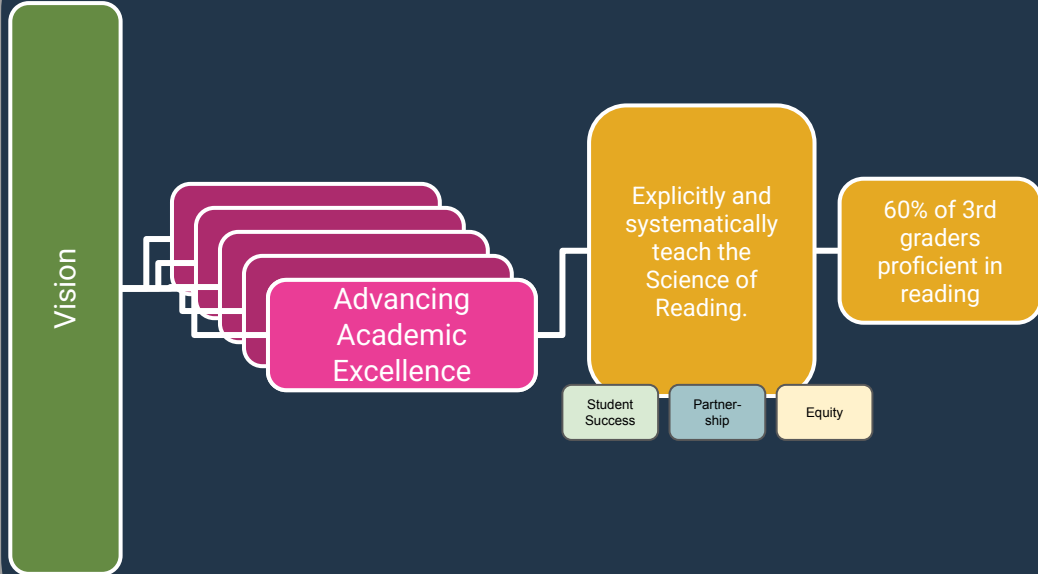 Vision
Advancing
Academic
Excellence
Explicitly and
systematically
teach the
Science of
Reading.
60% of 3rd
graders
proficient in
reading
Student
Success
Partner-
ship
Equity